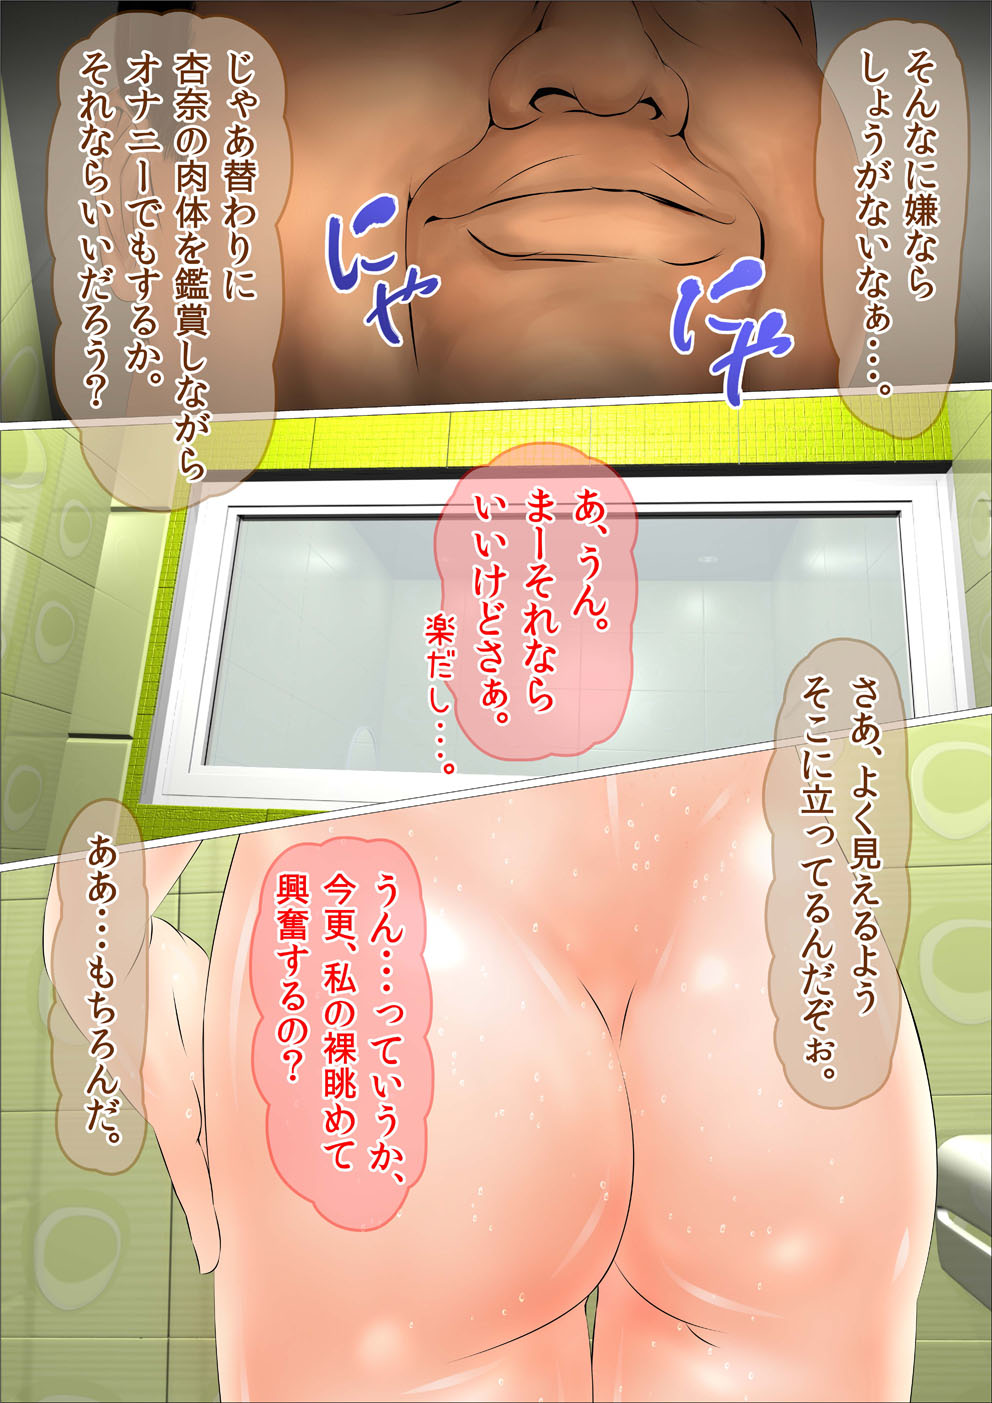 そんなに嫌なら
しょうがないなぁ・・・。
にや
にや
じゃあ替わりに
杏奈の肉体を鑑賞しながら
オナニーでもするか。
それならいいだろう？
あ、うん。
まーそれなら
いいけどさぁ。
楽だし・・・。
さあ、よく見えるよう
そこに立ってるんだぞぉ。
うん・・・っていうか、
今更、私の裸眺めて
興奮するの？
ああ・・・もちろんだ。